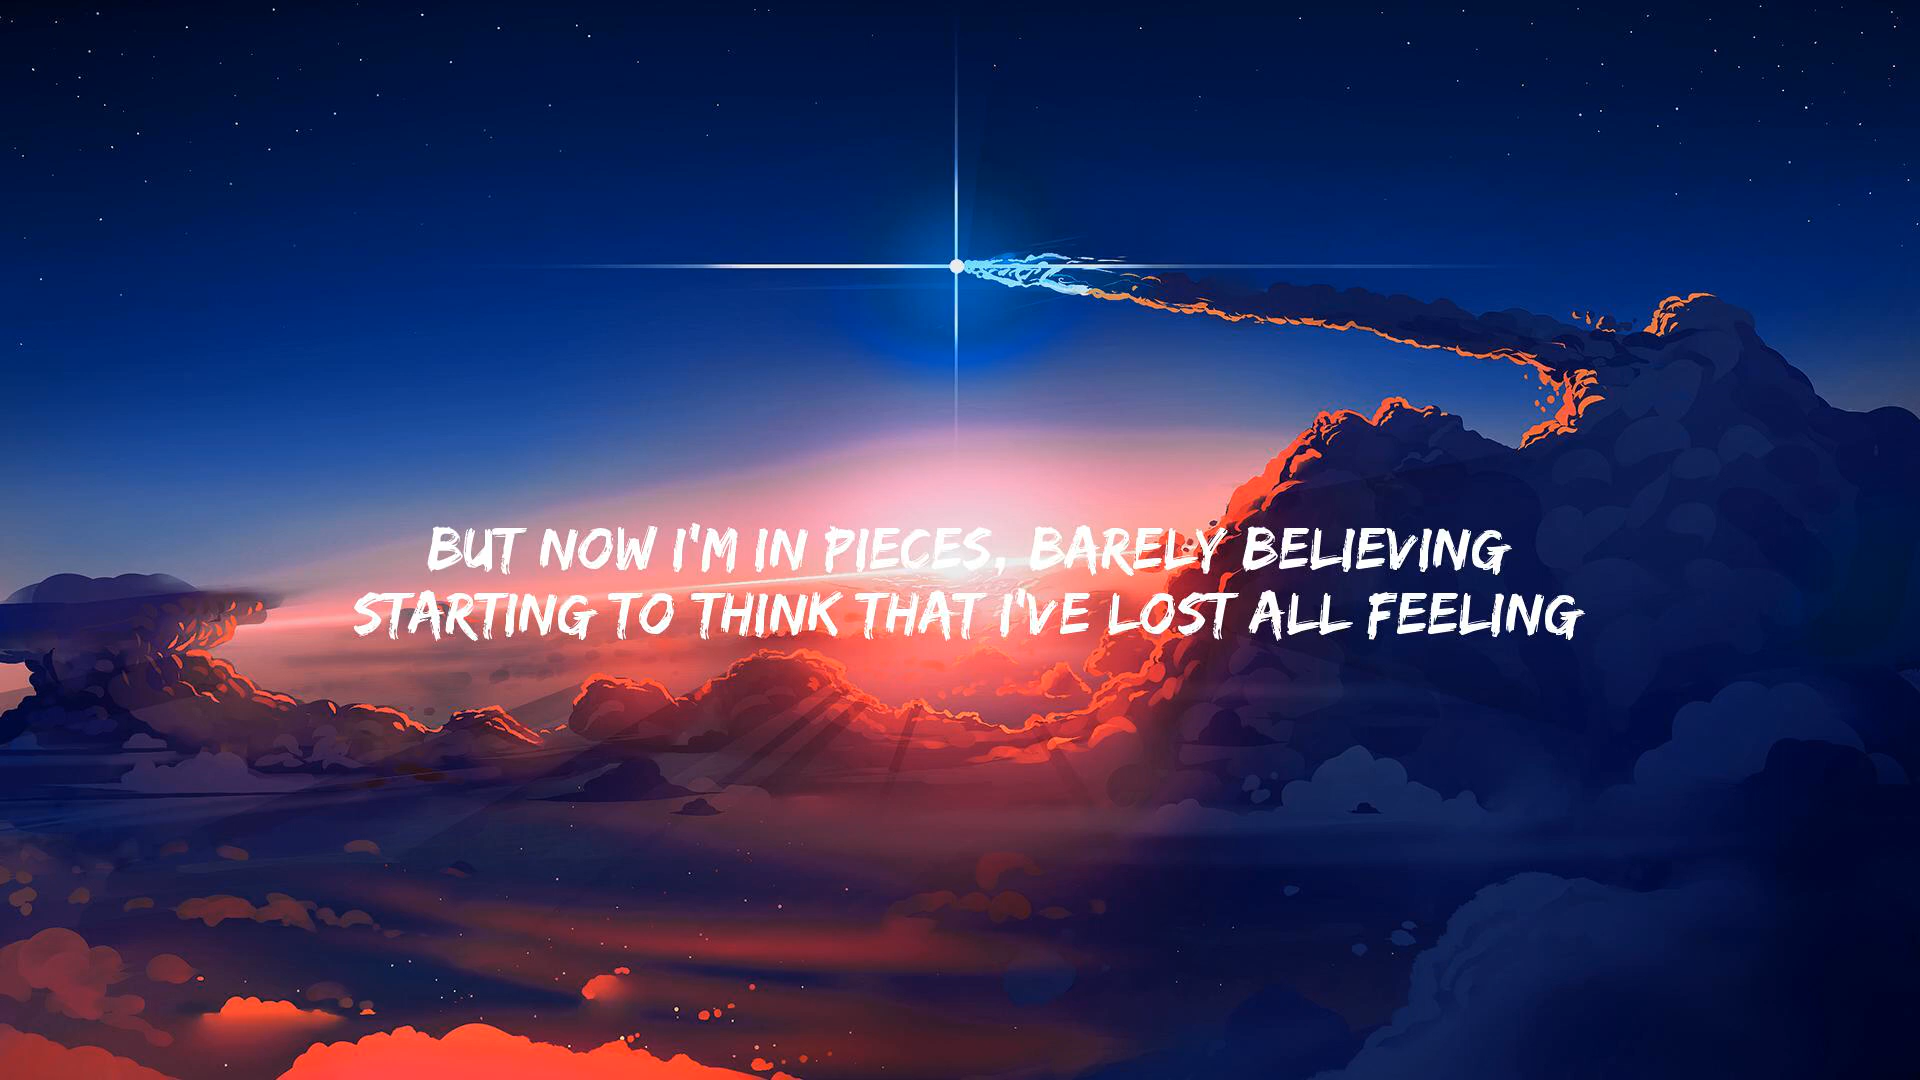 BUT NOW I'M IN PIECES, BARELY BELIEVING
STARTING TO THINK THAT I'VE LOST ALL FEELING